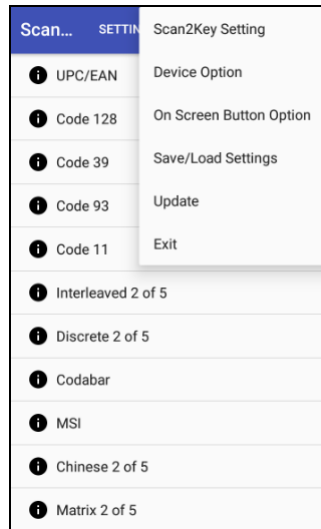 Scan...
SETTIN
Scan2Key Setting
Device Option
On Screen Button Option
Save/Load Settings
Update
Exit
UPC/EAN
Code 128
Code 39
Code 93
Code 11
Interleaved 2 of 5
Discrete 2 of 5
Codabar
MSI
Chinese 2 of 5
Matrix 2 of 5